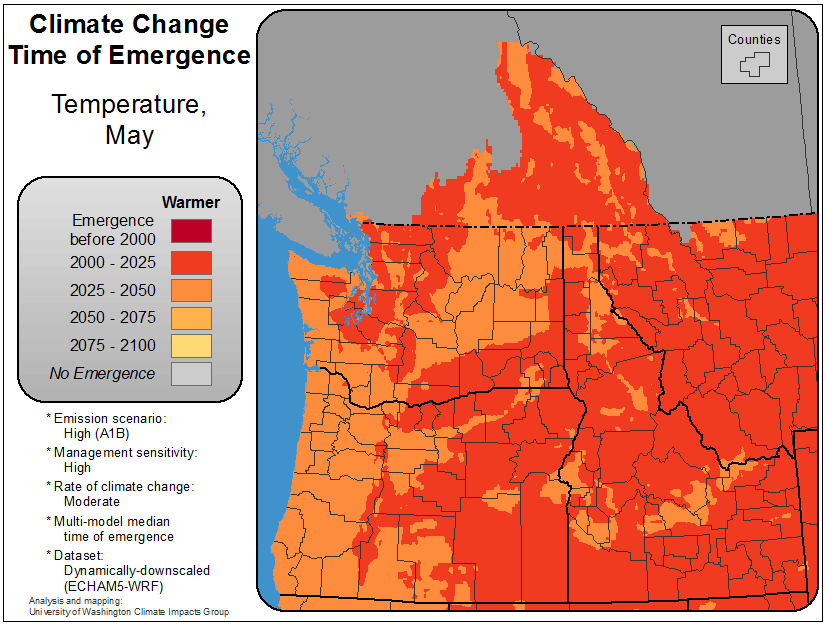 Climate Change
Time of Emergence
Temperature,
May
Warmer
Emergence
before 2000
2000 - 2025
2025 - 2050
2050 - 2075
2075 - 2100
No Emergence
* Emission scenario:
High (A1B)
* Management sensitivity:
High
* Rate of climate change:
Moderate
* Multi-model median
time of emergence
* Dataset:
Dynamically-downscaled
(ECHAM5-WRF)
Analysis and mapping:
University of Washington Climate Impacts Group
Counties